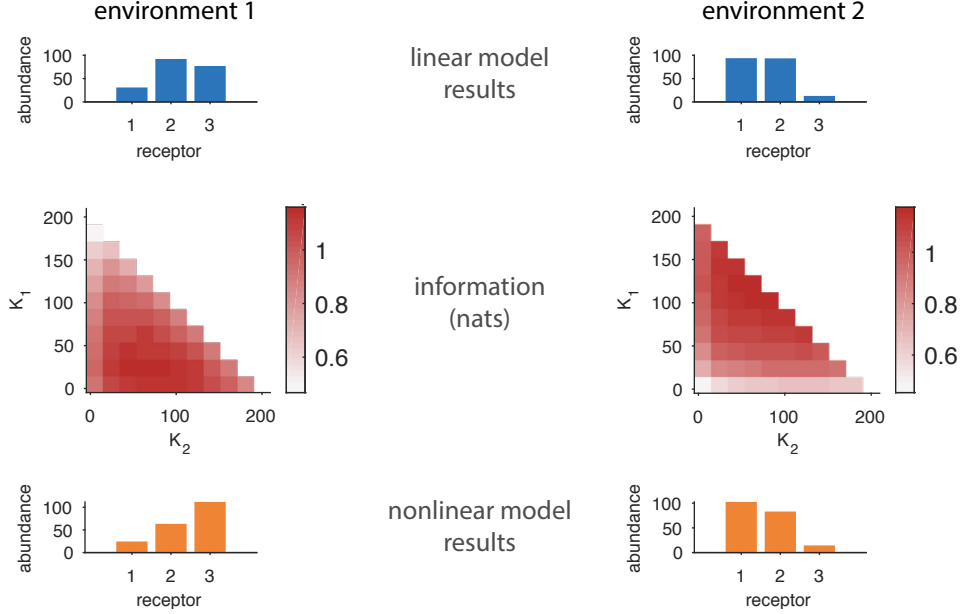 environment 1
environment 2
abundance
100
50
0
1 2 3
receptor
linear model
results
abundance
100
50
0
1 2 3
receptor
K1
200
150
100
50
0
0 100 200
K2
1
0.8
0.6
information
(nats)
K1
200
150
100
50
0
0 100 200
K2
1
0.8
0.6
abundance
100
50
0
1 2 3
receptor
nonlinear model
results
abundance
100
50
0
1 2 3
receptor